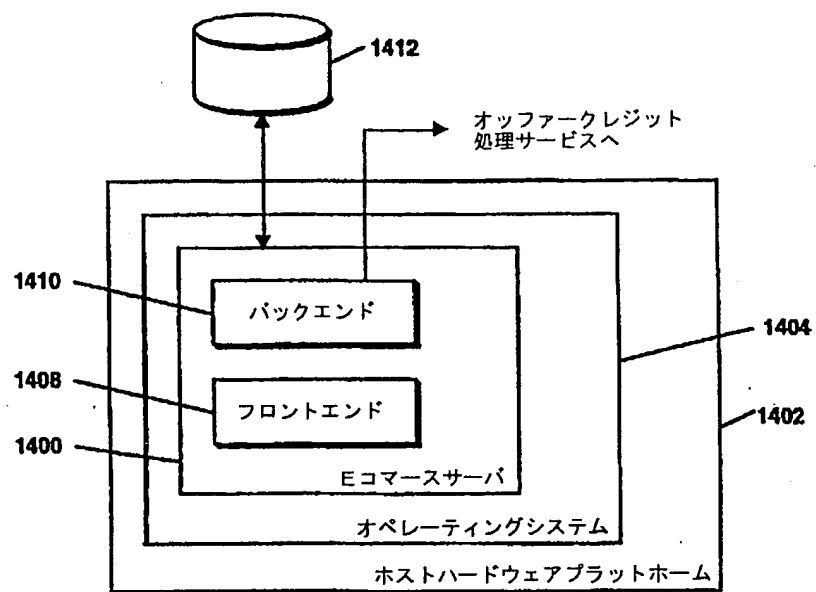 1412
オッファークレジット
処理サービスへ
1410
バックエンド
1404
1408
フロントエンド
1402
1400
Eコマースサーバ
オペレーティングシステム
ホストハードウェアプラットホーム